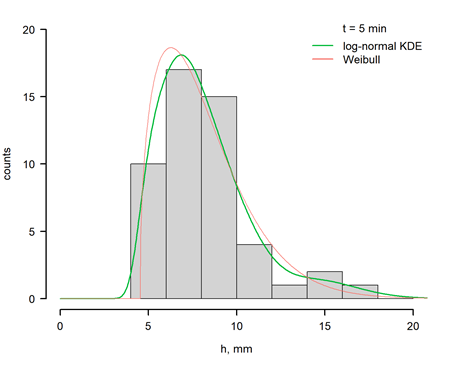 t = 5 min
log-normal KDE
Weibull
20
15
10
5
0
counts
0 5 10 15 20
h, mm